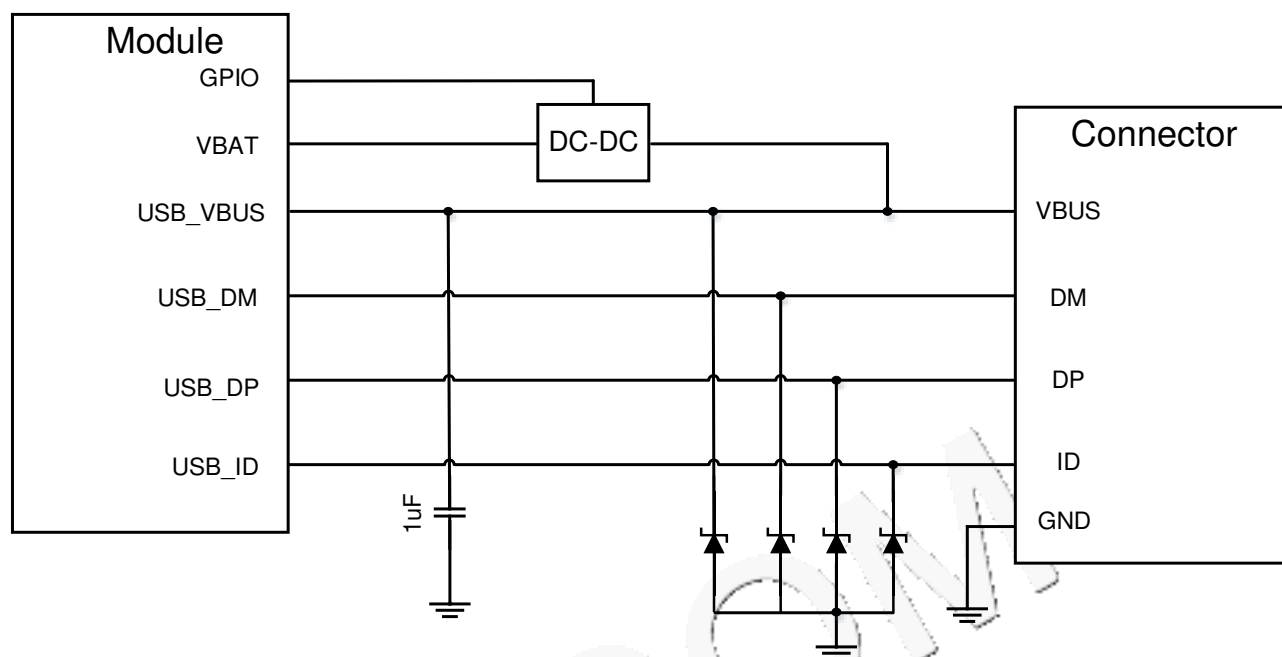 Module
GPIO
VBAT
USB_VBUS
USB_DM
USB_DP
USB_ID
DC-DC
1uF
Connector
VBUS
DM
DP
ID
GND